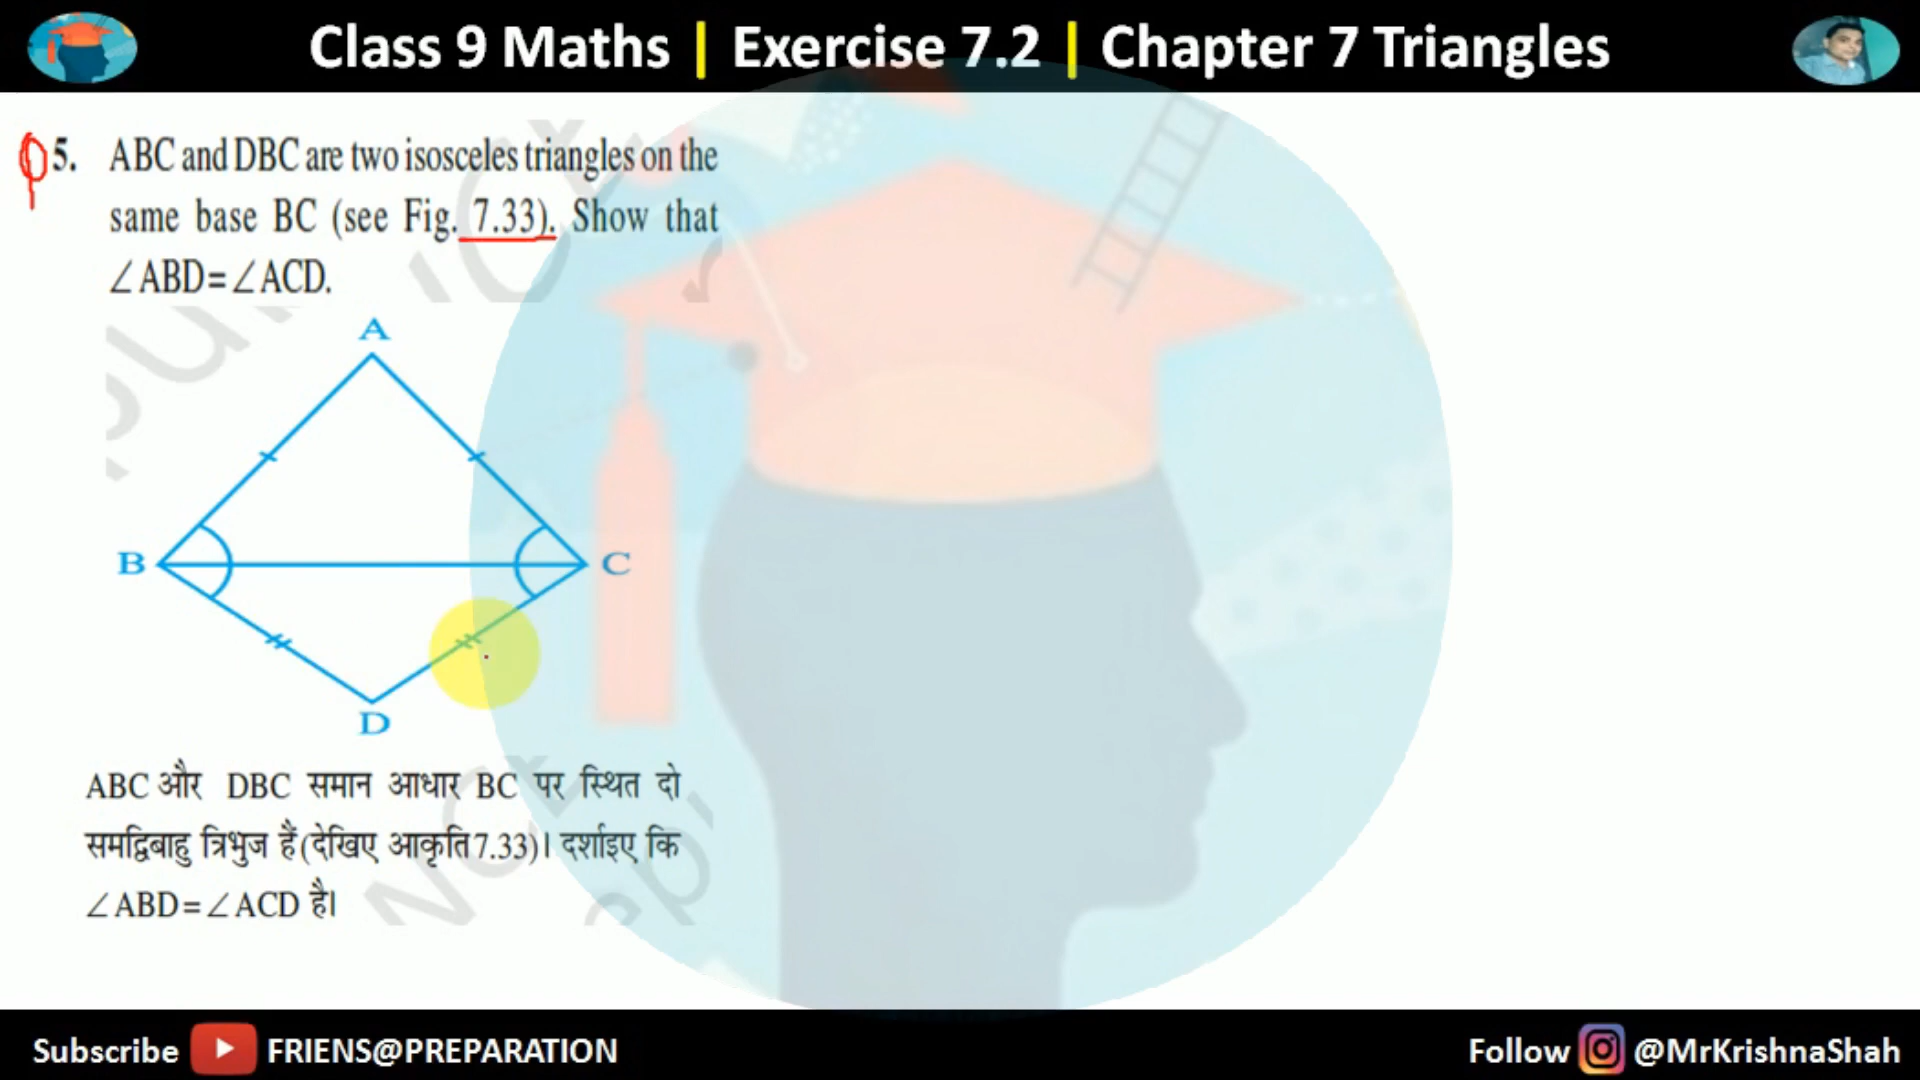 Class 9 Maths | Exercise 7.2 | Chapter 7 Triangles
5. ABC and DBC are two isosceles triangles on the
same base BC (see Fig. 7.33). Show that
∠ABD=∠ACD.
A
B
C
D
ABC और DBC समान आधार BC पर स्थित दो
समद्विबाहु त्रिभुज हैं (देखिए आकृति 7.33)। दर्शाइए कि
∠ABD=∠ACD है।
Subscribe FRIENS@PREPARATION
Follow @MrKrishnaShah